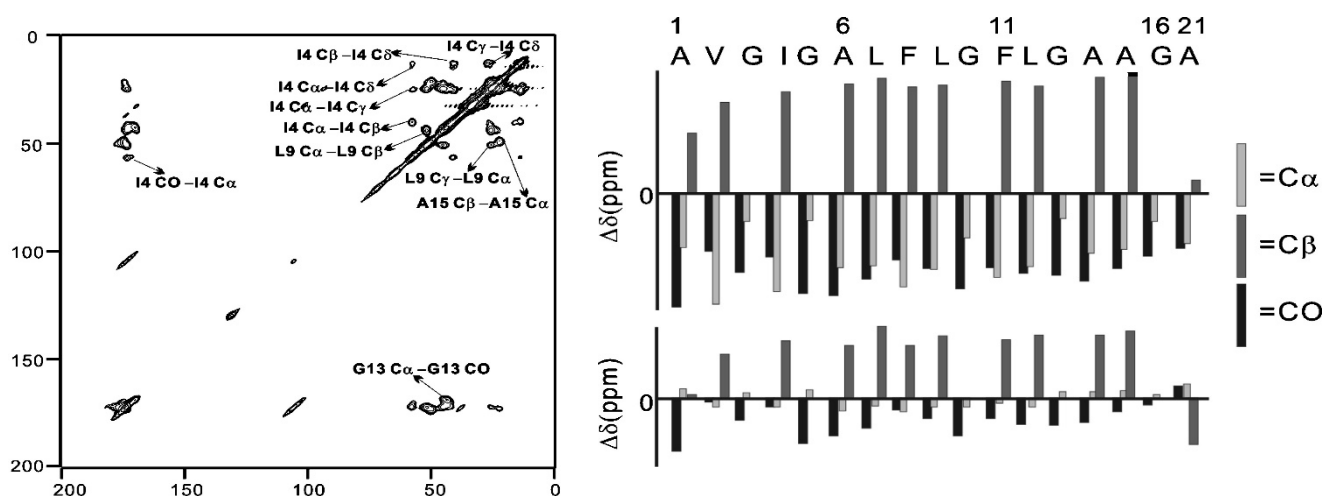 0
50
100
150
200
200
150
100
50
0
I4 Cβ–I4 Cδ
I4 Cγ–I4 Cδ
I4 Cα–I4 Cδ
I4 Cα–I4 Cγ
I4 Cα–I4 Cβ
L9 Cα–L9 Cβ
I4 CO–I4 Cα
L9 Cγ–L9 Cα
A15 Cβ–A15 Cα
G13 Cα–G13 CO
1 6 11 16 21
A V G I G A L F L G F L G A A G A
Δδ(ppm)
0
=Cα
=Cβ
=CO
Δδ(ppm)
0